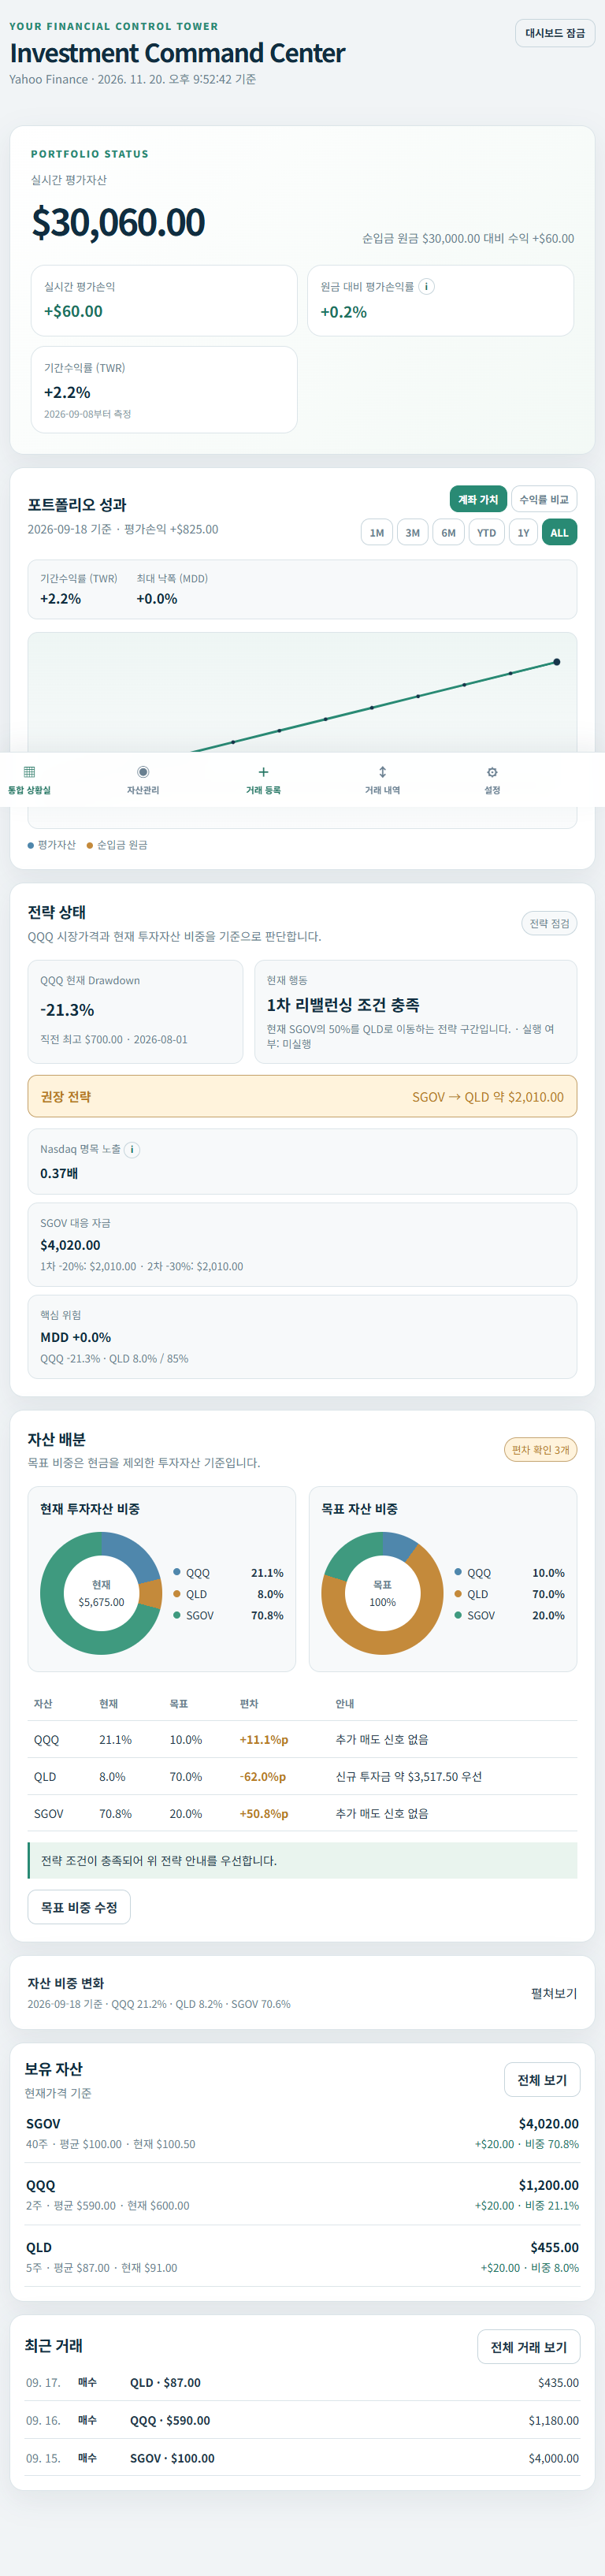 YOUR FINANCIAL CONTROL TOWER
Investment Command Center
Yahoo Finance · 2026. 11. 20. 오후 9:52:42 기준
대시보드 잠금
PORTFOLIO STATUS
실시간 평가자산
$30,060.00
순입금 원금 $30,000.00 대비 수익 +$60.00
실시간 평가손익
+$60.00
원금 대비 평가손익률 i
+0.2%
기간수익률 (TWR)
+2.2%
2026-09-08부터 측정
포트폴리오 성과
2026-09-18 기준 · 평가손익 +$825.00
계좌 가치
수익률 비교
1M
3M
6M
YTD
1Y
ALL
기간수익률 (TWR)
+2.2%
최대 낙폭 (MDD)
+0.0%
통합 상황실
자산관리
거래 등록
거래 내역
설정
평가자산
순입금 원금
전략 상태
QQQ 시장가격과 현재 투자자산 비중을 기준으로 판단합니다.
전략 점검
QQQ 현재 Drawdown
-21.3%
직전 최고 $700.00 · 2026-08-01
현재 행동
1차 리밸런싱 조건 충족
현재 SGOV의 50%를 QLD로 이동하는 전략 구간입니다. · 실행 여
부: 미실행
권장 전략
SGOV → QLD 약 $2,010.00
Nasdaq 명목 노출 i
0.37배
SGOV 대응 자금
$4,020.00
1차 -20%: $2,010.00 · 2차 -30%: $2,010.00
핵심 위험
MDD +0.0%
QQQ -21.3% · QLD 8.0% / 85%
자산 배분
목표 비중은 현금을 제외한 투자자산 기준입니다.
편차 확인 3개
현재 투자자산 비중
현재
$5,675.00
QQQ 21.1%
QLD 8.0%
SGOV 70.8%
목표 자산 비중
목표
100%
QQQ 10.0%
QLD 70.0%
SGOV 20.0%
자산 현재 목표 편차 안내
QQQ 21.1% 10.0% +11.1%p 추가 매도 신호 없음
QLD 8.0% 70.0% -62.0%p 신규 투자금 약 $3,517.50 우선
SGOV 70.8% 20.0% +50.8%p 추가 매도 신호 없음
전략 조건이 충족되어 위 전략 안내를 우선합니다.
목표 비중 수정
자산 비중 변화
2026-09-18 기준 · QQQ 21.2% · QLD 8.2% · SGOV 70.6%
펼쳐보기
보유 자산
현재가격 기준
전체 보기
SGOV $4,020.00
40주 · 평균 $100.00 · 현재 $100.50 +$20.00 · 비중 70.8%
QQQ $1,200.00
2주 · 평균 $590.00 · 현재 $600.00 +$20.00 · 비중 21.1%
QLD $455.00
5주 · 평균 $87.00 · 현재 $91.00 +$20.00 · 비중 8.0%
최근 거래
전체 거래 보기
09. 17. 매수 QLD · $87.00 $435.00
09. 16. 매수 QQQ · $590.00 $1,180.00
09. 15. 매수 SGOV · $100.00 $4,000.00